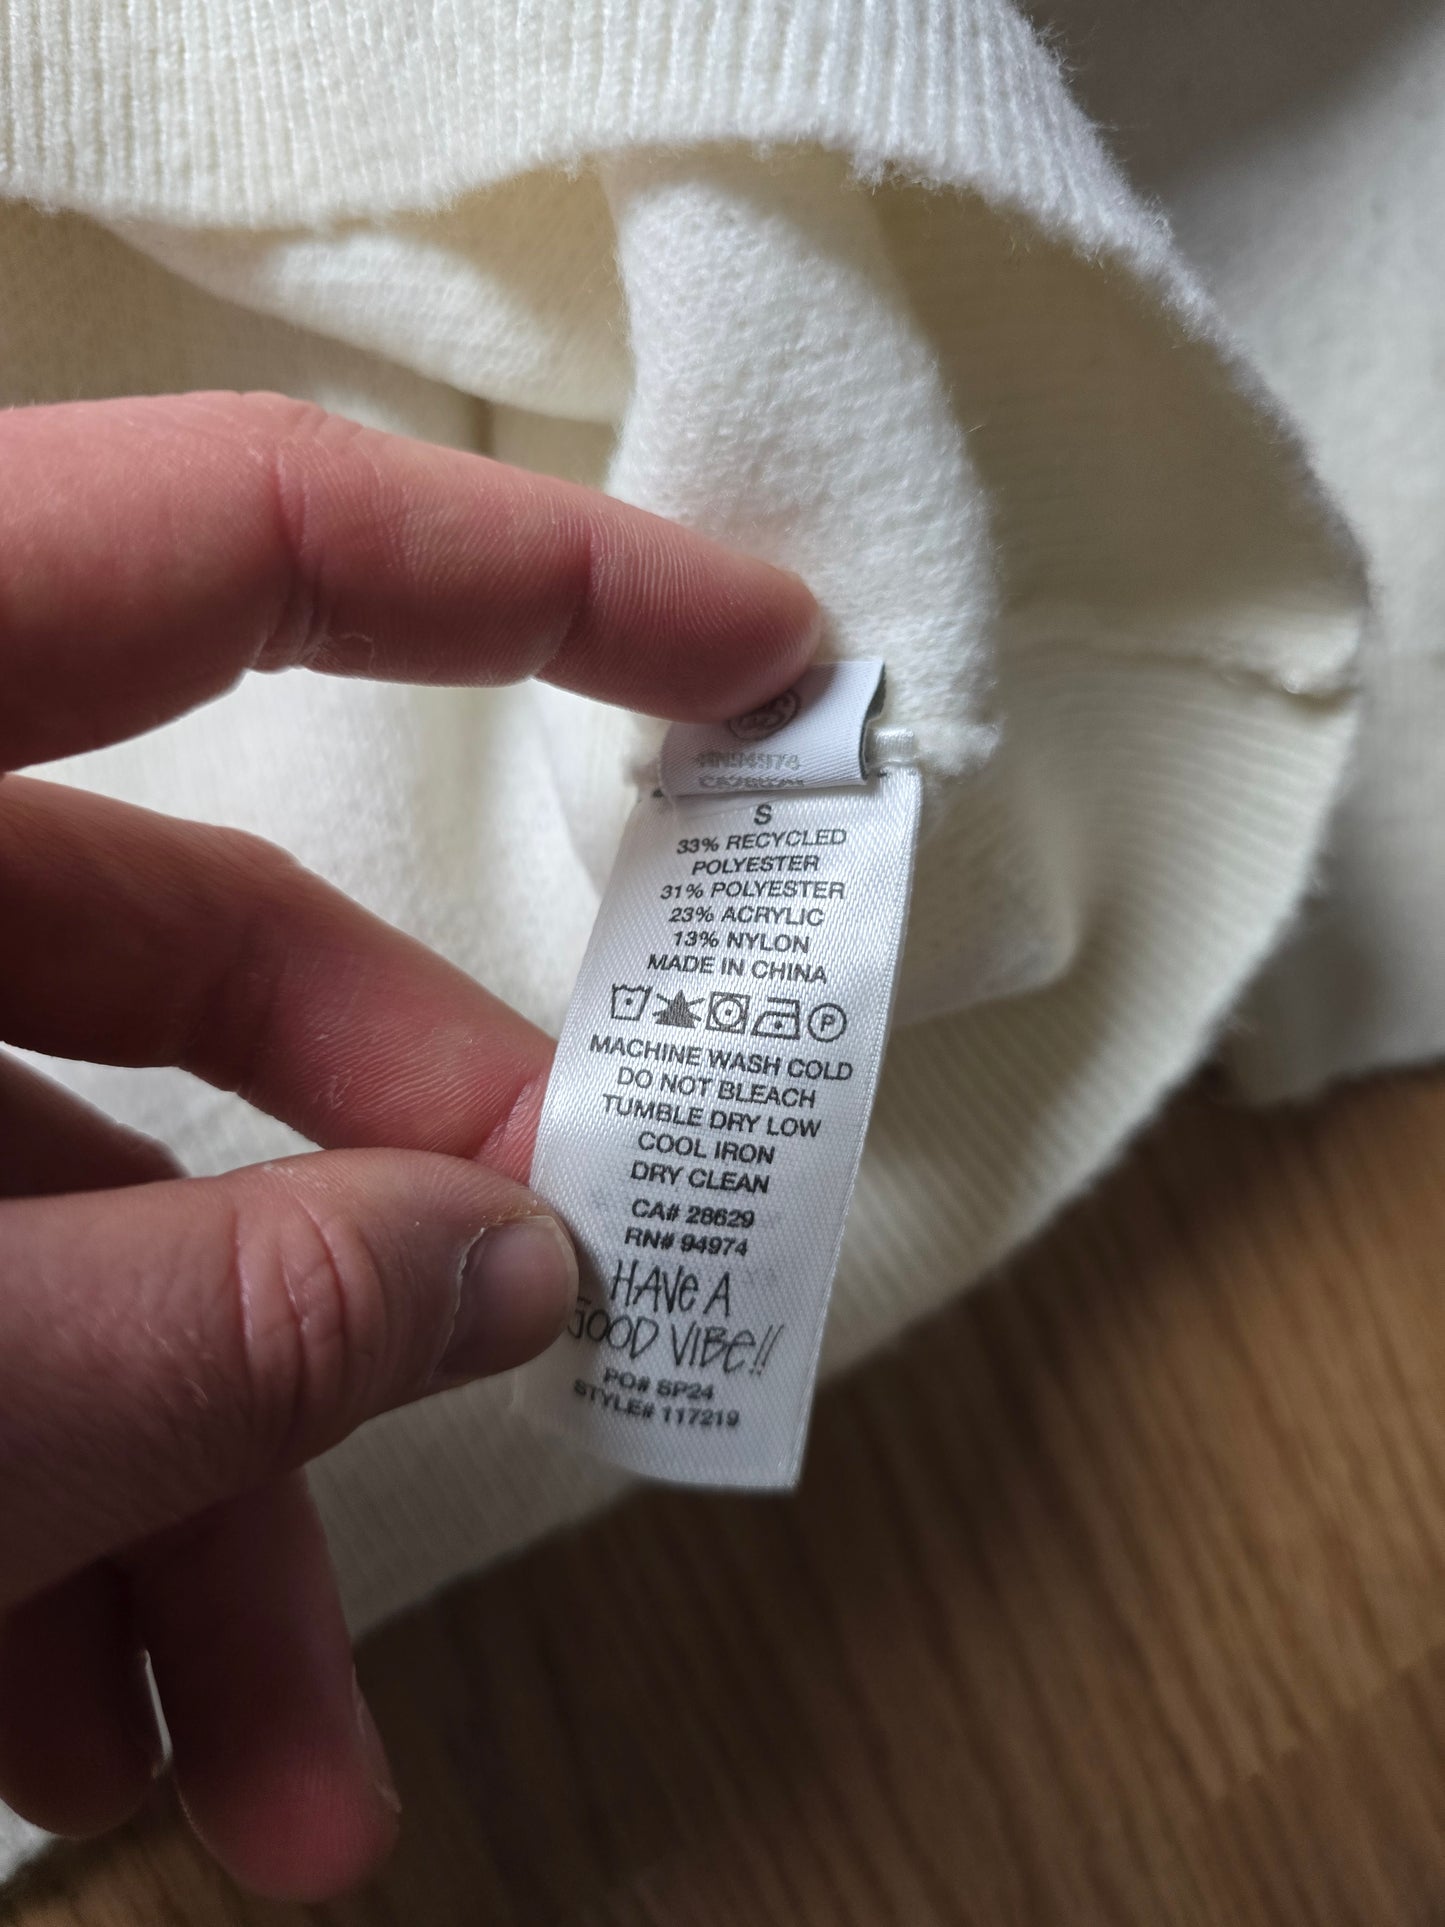 S
33% RECYCLED
POLYESTER
31% POLYESTER
23% ACRYLIC
13% NYLON
MADE IN CHINA
P
MACHINE WASH COLD
DO NOT BLEACH
TUMBLE DRY LOW
COOL IRON
DRY CLEAN
CA# 28629
RN# 94974
HAVE A
GOOD VIBE!!
PO# SP24
STYLE# 117219